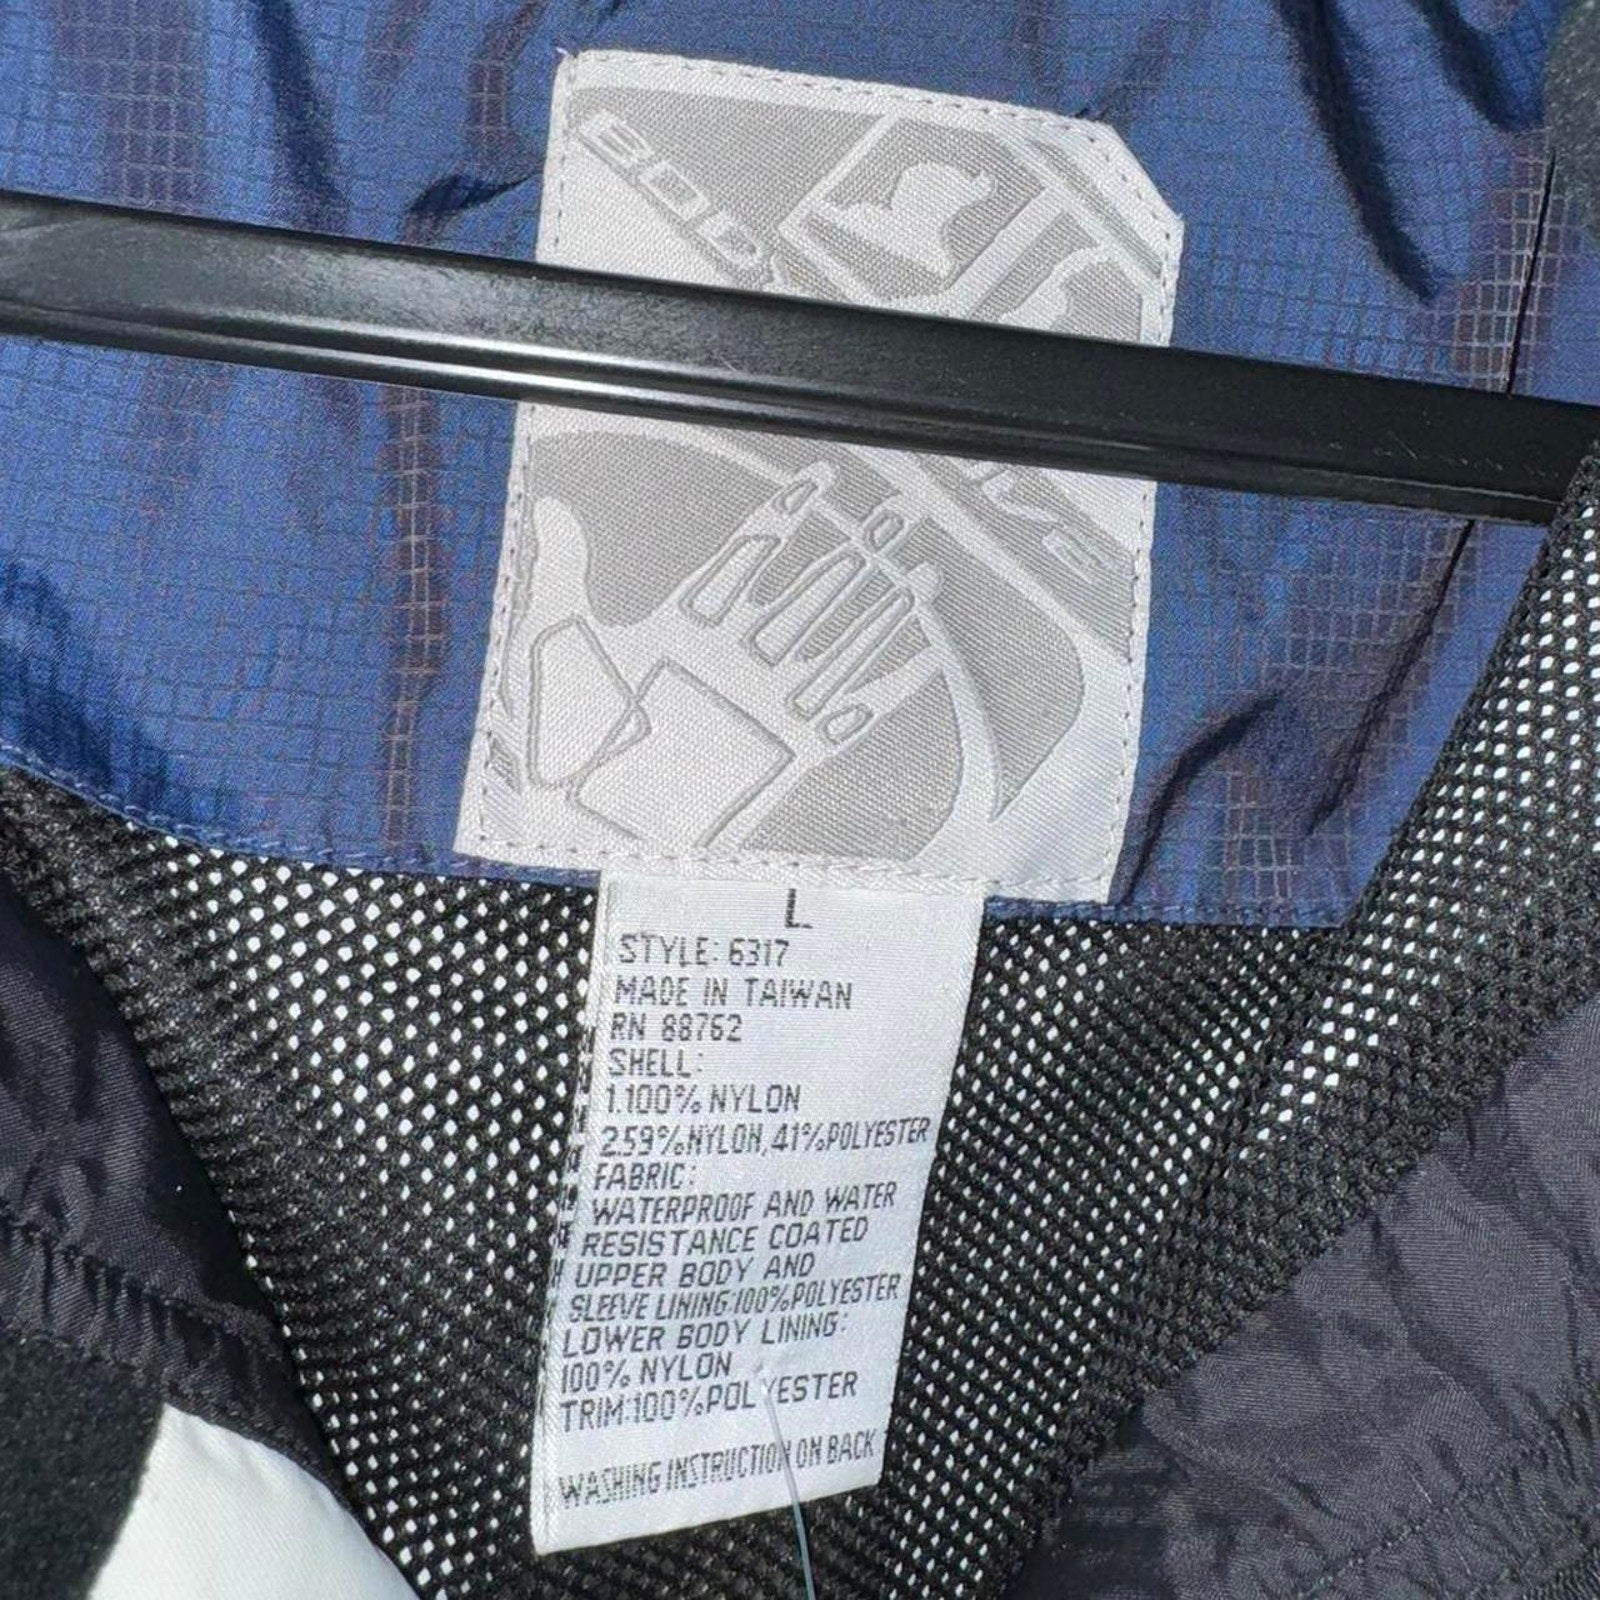 BODY
L
STYLE: 6317
MADE IN TAIWAN
RN 88762
SHELL:
1.100% NYLON
2.59%NYLON,41%POLYESTER
FABRIC:
WATERPROOF AND WATER
RESISTANCE COATED
UPPER BODY AND
SLEEVE LINING:100%POLYESTER
LOWER BODY LINING:
100% NYLON
TRIM:100%POLYESTER
WASHING INSTRUCTION ON BACK